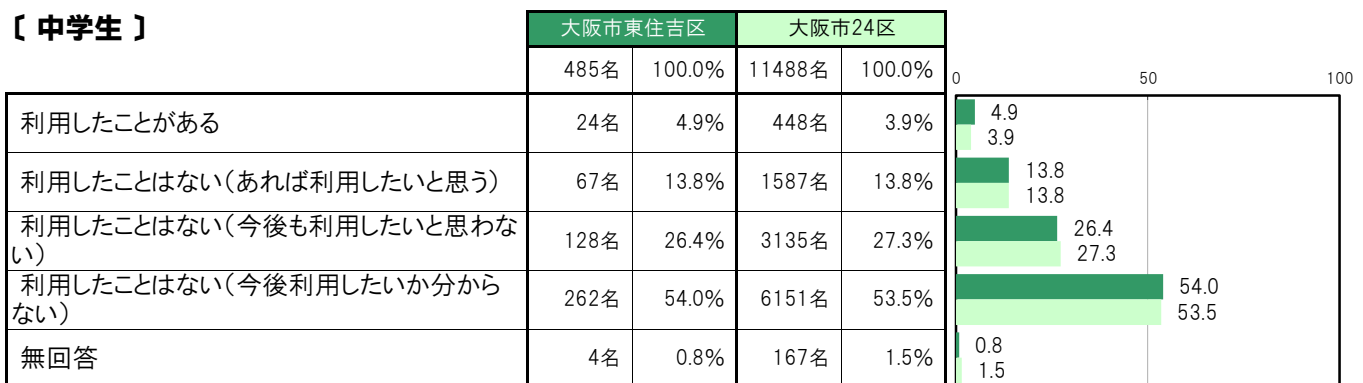 〔 中学生 〕
大阪市東住吉区 大阪市24区
485名 100.0% 11488名 100.0%
0 50 100
利用したことがある 24名 4.9% 448名 3.9%
4.9
3.9
利用したことはない（あれば利用したいと思う） 67名 13.8% 1587名 13.8%
13.8
13.8
利用したことはない（今後も利用したいと思わな
い） 128名 26.4% 3135名 27.3%
26.4
27.3
利用したことはない（今後利用したいか分から
ない） 262名 54.0% 6151名 53.5%
54.0
53.5
無回答 4名 0.8% 167名 1.5%
0.8
1.5